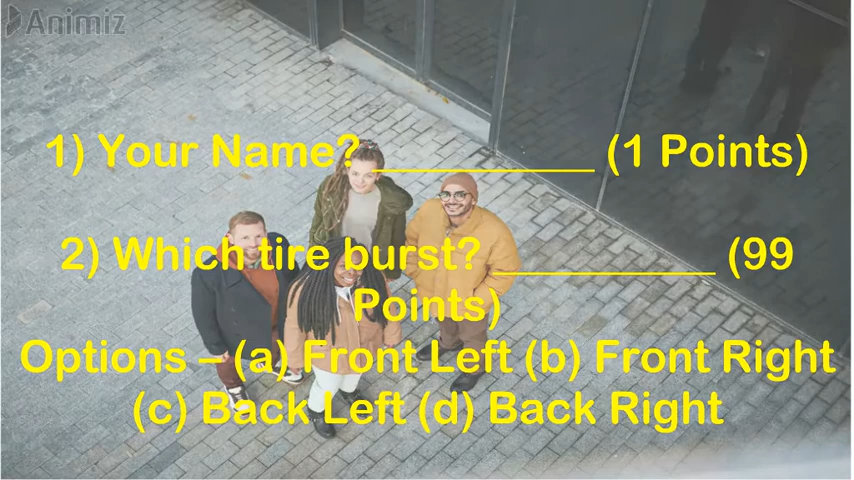 Animiz
1) Your Name? __________ (1 Points)
2) Which tire burst? __________ (99
Points)
Options – (a) Front Left (b) Front Right
(c) Back Left (d) Back Right